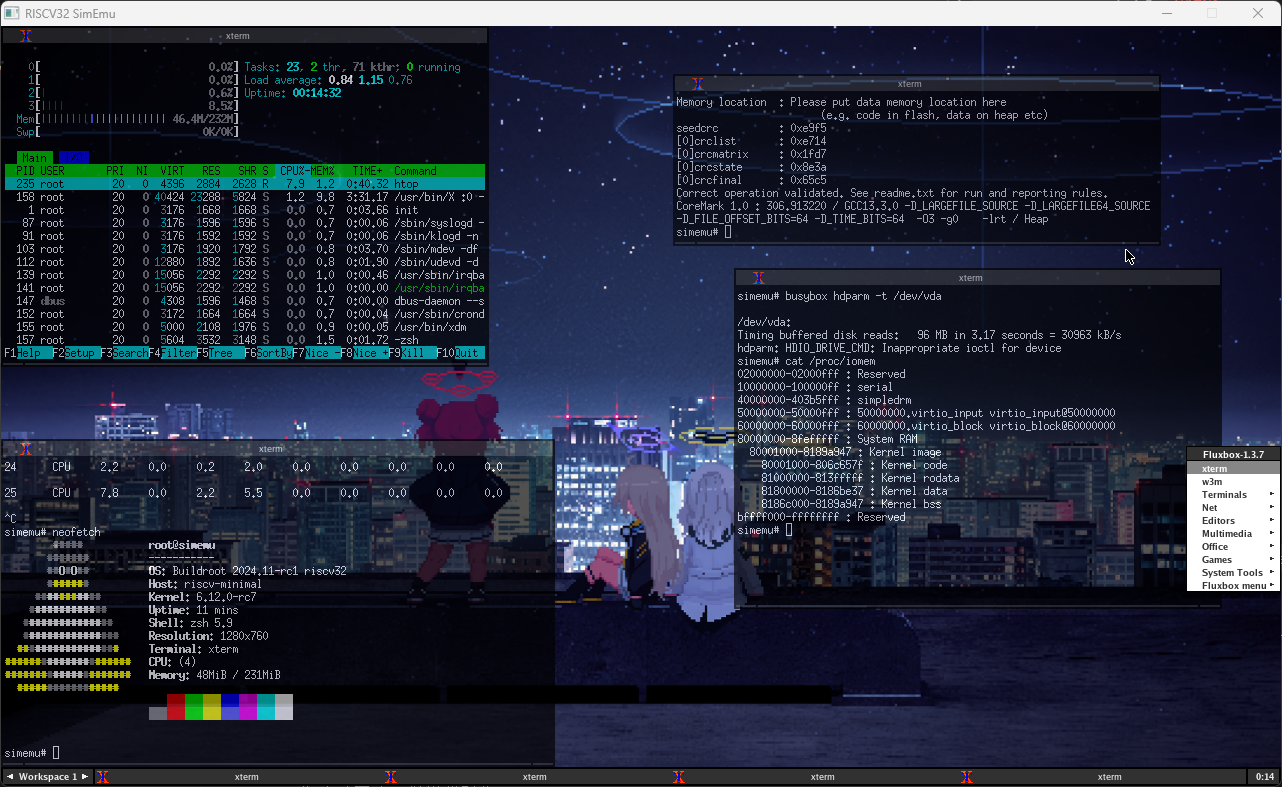 RISCV32 SimEmu
xterm
0[ 0.0%] Tasks: 23, 2 thr, 71 kthr; 0 running
1[ 0.0%] Load average: 0.84 1.15 0.76
2[| 0.6%] Uptime: 00:14:32
3[|||| 8.5%]
Mem[ 46.4M/232M]
Swp[ 0K/0K]
Main I/O
PID USER PRI NI VIRT RES SHR S CPU%-MEM% TIME+ Command
235 root 20 0 4396 2884 2628 R 7.9 1.2 0:40.32 htop
158 root 20 0 40424 23288 5824 S 1.2 9.8 3:31.17 /usr/bin/X :0 -
1 root 20 0 3176 1668 1668 S 0.0 0.7 0:03.66 init
87 root 20 0 3176 1596 1596 S 0.0 0.7 0:00.06 /sbin/syslogd -
91 root 20 0 3176 1592 1592 S 0.0 0.7 0:00.06 /sbin/klogd -n
103 root 20 0 3176 1920 1792 S 0.0 0.8 0:03.70 /sbin/mdev -df
112 root 20 0 12880 1892 1636 S 0.0 0.8 0:01.90 /sbin/udevd -d
139 root 20 0 15056 2292 2292 S 0.0 1.0 0:00.46 /usr/sbin/irqba
141 root 20 0 15056 2292 2292 S 0.0 1.0 0:00.00 /usr/sbin/irqba
147 dbus 20 0 4308 1596 1468 S 0.0 0.7 0:00.00 dbus-daemon --s
152 root 20 0 3172 1664 1664 S 0.0 0.7 0:00.04 /usr/sbin/crond
155 root 20 0 5000 2108 1976 S 0.0 0.9 0:00.05 /usr/bin/xdm
157 root 20 0 5604 3532 3148 S 0.0 1.5 0:01.72 -zsh
F1Help F2Setup F3SearchF4FilterF5Tree F6SortByF7Nice -F8Nice +F9Kill F10Quit
xterm
Memory location : Please put data memory location here
(e.g. code in flash, data on heap etc)
seedcrc : 0xe9f5
[0]crclist : 0xe714
[0]crcmatrix : 0x1fd7
[0]crcstate : 0x8e3a
[0]crcfinal : 0x65c5
Correct operation validated. See readme.txt for run and reporting rules.
CoreMark 1.0 : 306.913220 / GCC13.3.0 -D_LARGEFILE_SOURCE -D_LARGEFILE64_SOURCE
-D_FILE_OFFSET_BITS=64 -D_TIME_BITS=64 -O3 -g0 -lrt / Heap
simemu#
xterm
simemu# busybox hdparm -t /dev/vda
/dev/vda:
Timing buffered disk reads: 96 MB in 3.17 seconds = 30963 kB/s
hdparm: HDIO_DRIVE_CMD: Inappropriate ioctl for device
simemu# cat /proc/iomem
02000000-02000fff : Reserved
10000000-100000ff : serial
40000000-403b5fff : simpledrm
50000000-50000fff : 50000000.virtio_input virtio_input@50000000
60000000-60000fff : 60000000.virtio_block virtio_block@60000000
80000000-8fefffff : System RAM
80001000-8189a947 : Kernel image
80001000-806c657f : Kernel code
81000000-813fffff : Kernel rodata
81800000-8186be37 : Kernel data
8186c000-8189a947 : Kernel bss
bffff000-ffffffff : Reserved
simemu#
xterm
24 CPU 2.2 0.0 0.2 2.0 0.0 0.0 0.0 0.0
25 CPU 7.8 0.0 2.2 5.5 0.0 0.0 0.0 0.0
^C
simemu# neofetch
root@simemu
-----------
OS: Buildroot 2024.11-rc1 riscv32
Host: riscv-minimal
Kernel: 6.12.0-rc7
Uptime: 11 mins
Shell: zsh 5.9
Resolution: 1280x760
Terminal: xterm
CPU: (4)
Memory: 48MiB / 231MiB
simemu#
Fluxbox-1.3.7
xterm
w3m
Terminals
Net
Editors
Multimedia
Office
Games
System Tools
Fluxbox menu
Workspace 1 xterm xterm xterm xterm 0:14